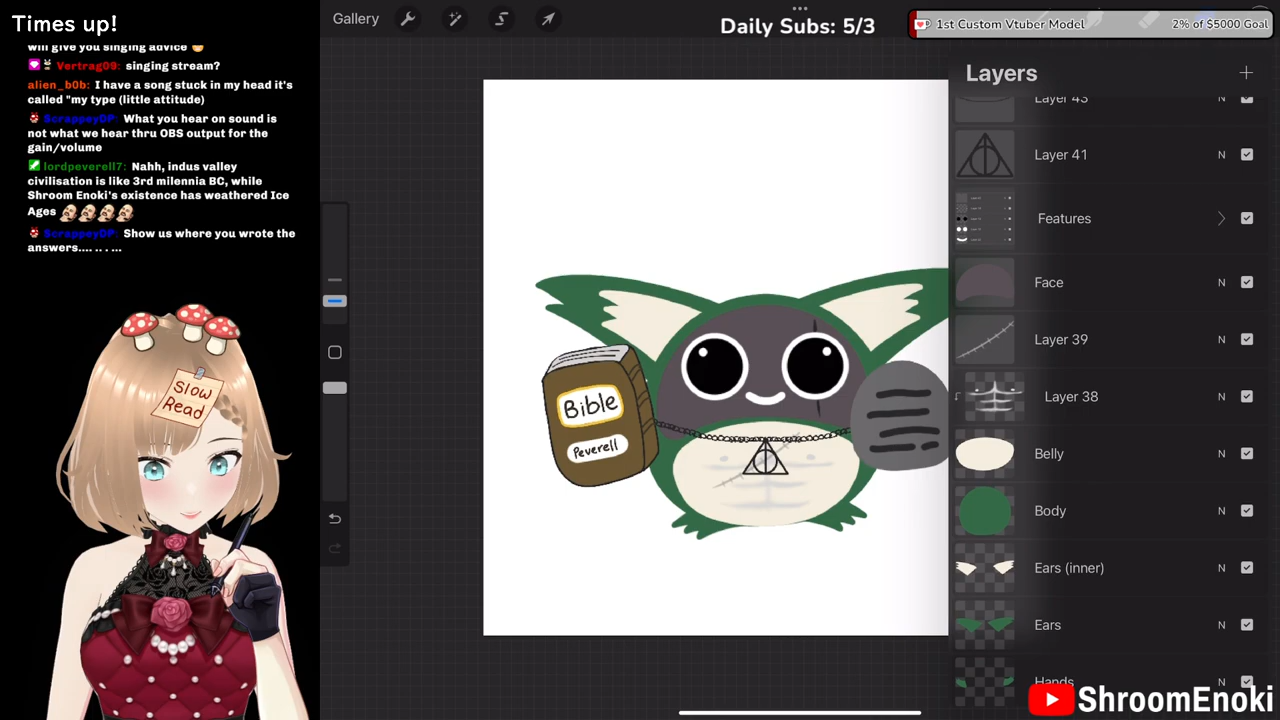 Times up!
Gallery
Daily Subs: 5/3
1st Custom Vtuber Model
2% of $5000 Goal
will give you singing advice
Vertrag09: singing stream?
alien_b0b: I have a song stuck in my head it's
called "my type (little attitude)
ScrappeyDP: What you hear on sound is
not what we hear thru OBS output for the
gain/volume
lordpeverell7: Nahh, indus valley
civilisation is like 3rd milennia BC, while
Shroom Enoki's existence has weathered Ice
Ages
ScrappeyDP: Show us where you wrote the
answers.... .. . ...
Slow
Read
Bible
Peverell
Layers
Layer 43
N
Layer 41
N
Features
Face
N
Layer 39
N
Layer 38
N
Belly
N
Body
N
Ears (inner)
N
Ears
N
Hands
N
ShroomEnoki